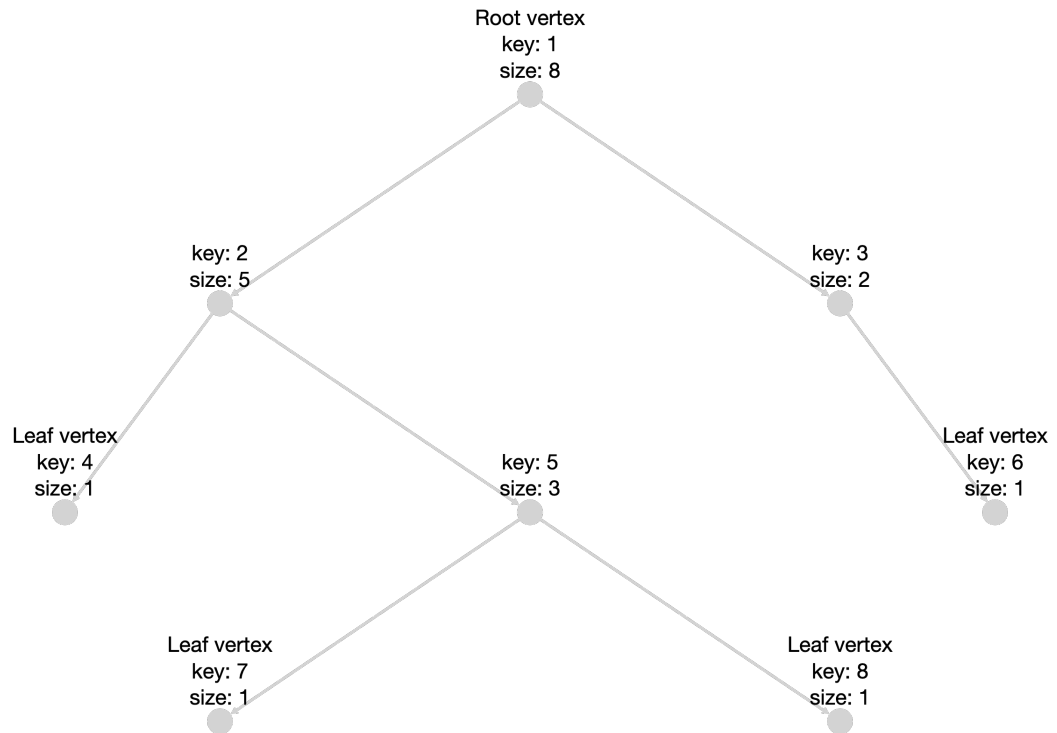 Root vertex
key: 1
size: 8
key: 2
size: 5
key: 3
size: 2
Leaf vertex
key: 4
size: 1
key: 5
size: 3
Leaf vertex
key: 6
size: 1
Leaf vertex
key: 7
size: 1
Leaf vertex
key: 8
size: 1